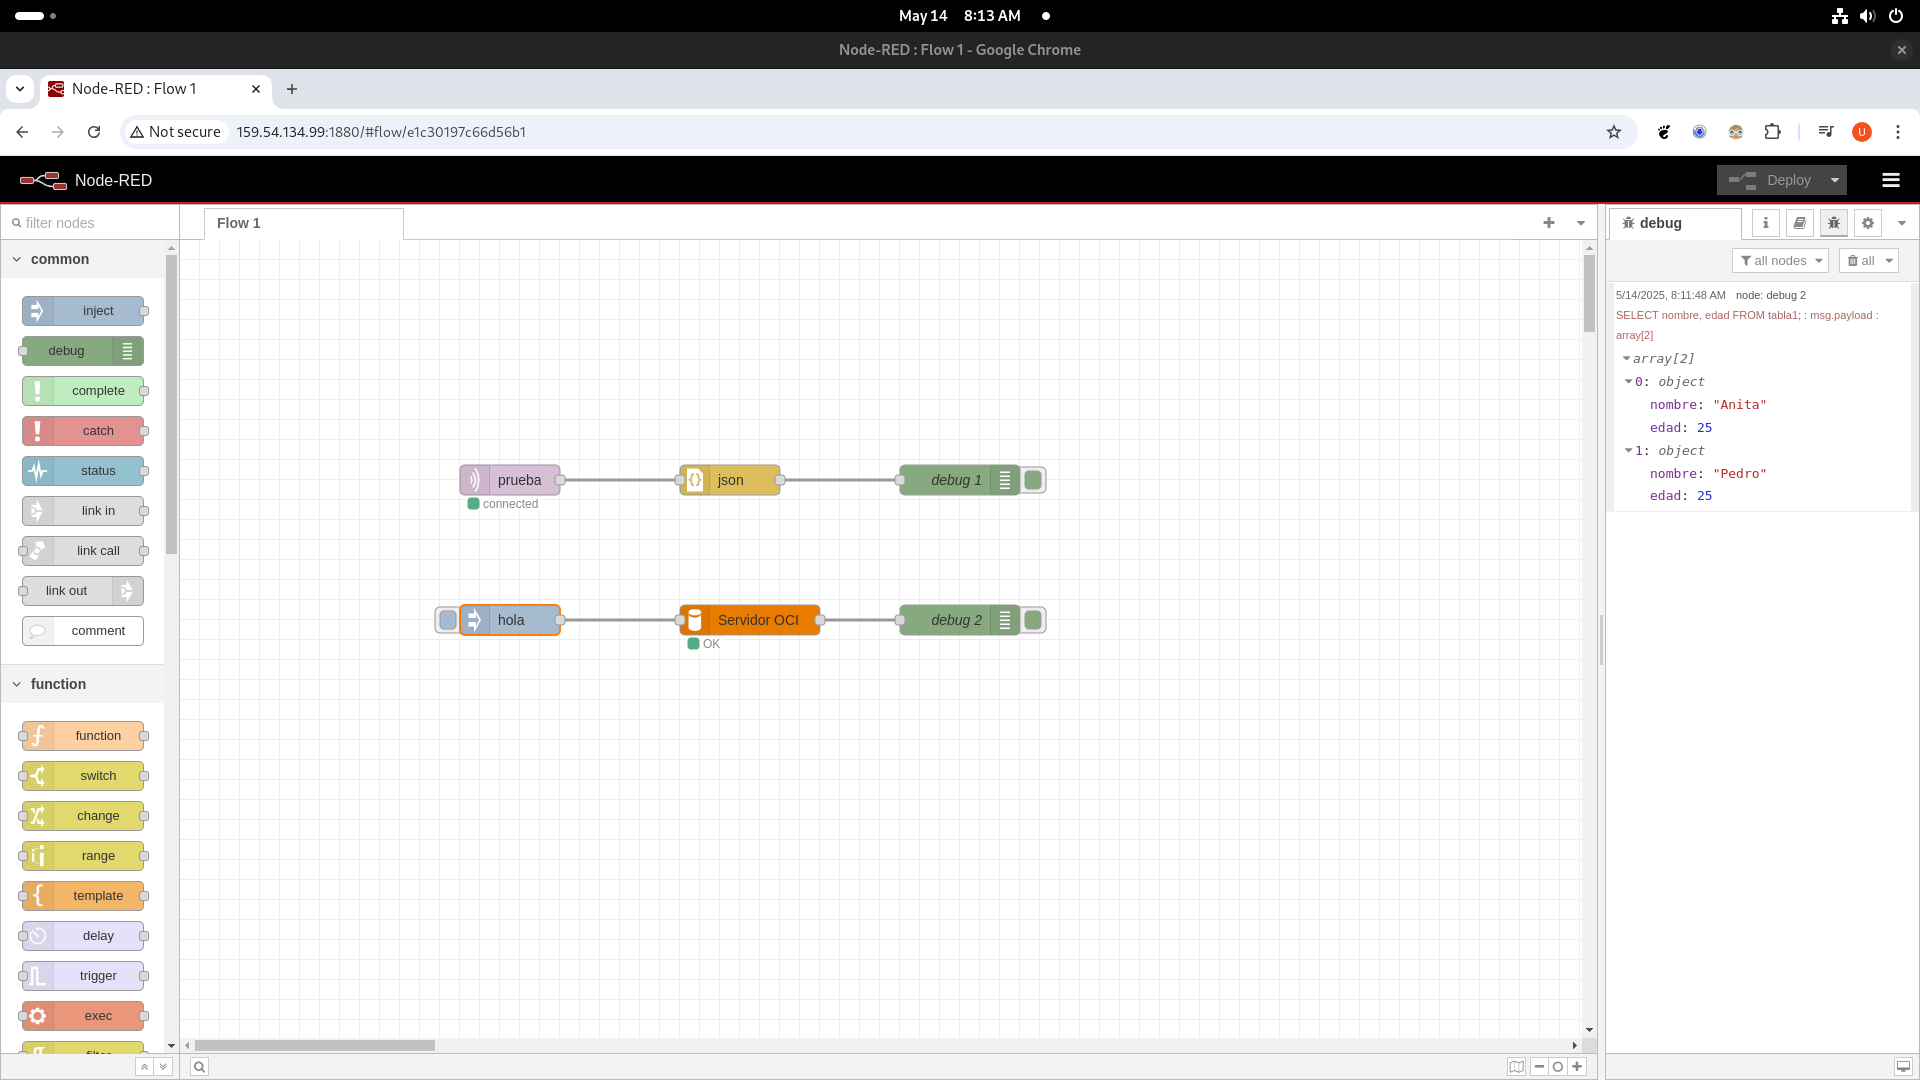 May 14 8:13 AM
Node-RED : Flow 1 - Google Chrome
Node-RED : Flow 1
Not secure 159.54.134.99:1880/#flow/e1c30197c66d56b1
U
Node-RED
Deploy
filter nodes
common
inject
debug
complete
catch
status
link in
link call
link out
comment
function
function
switch
change
range
template
delay
trigger
exec
filter
Flow 1
prueba
connected
json
debug 1
hola
Servidor OCI
OK
debug 2
debug
all nodes
all
5/14/2025, 8:11:48 AM node: debug 2
SELECT nombre, edad FROM tabla1; : msg.payload :
array[2]
array[2]
0: object
nombre: "Anita"
edad: 25
1: object
nombre: "Pedro"
edad: 25